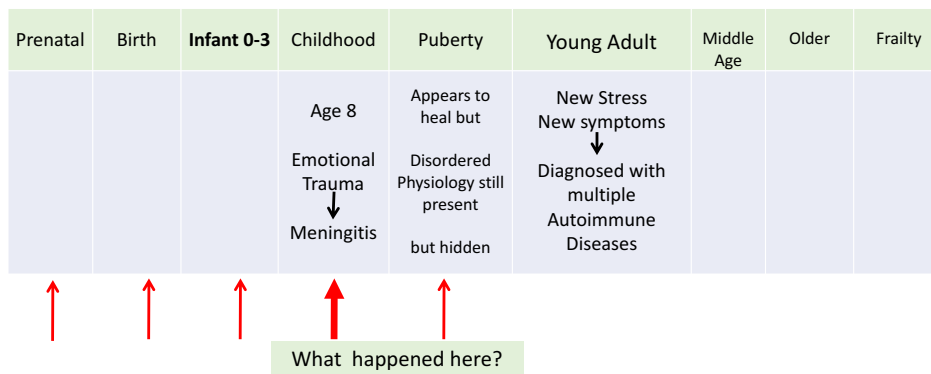 Prenatal
Birth
Infant 0-3
Childhood
Puberty
Young Adult
Middle
Age
Older
Frailty
Age 8
Emotional
Trauma
Meningitis
Appears to
heal but
Disordered
Physiology still
present
but hidden
New Stress
New symptoms
Diagnosed with
multiple
Autoimmune
Diseases
What happened here?